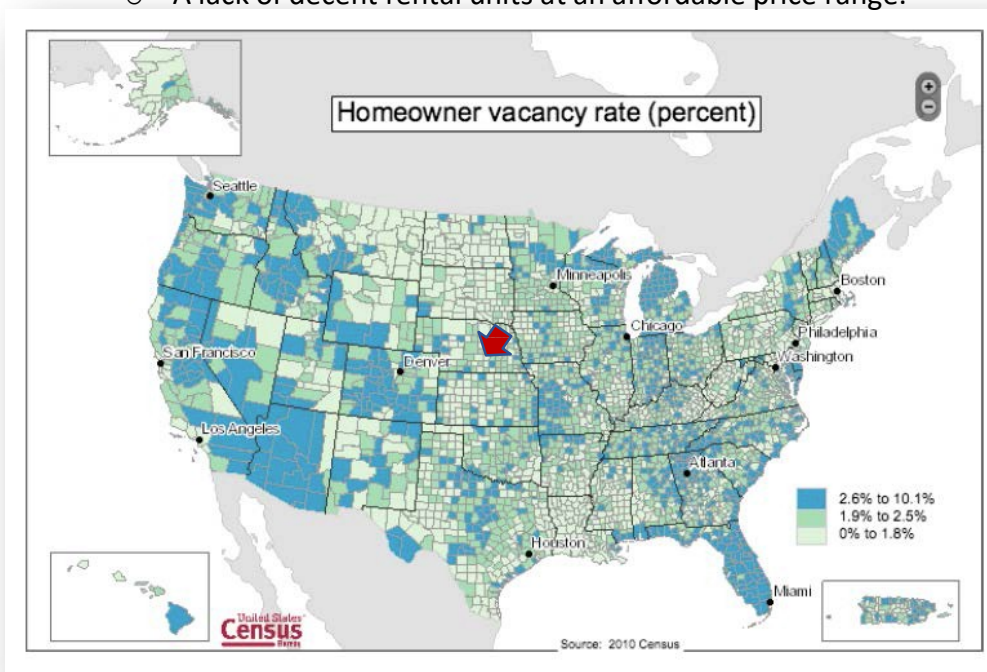 ○ A lack of decent rental units at an affordable price range.
Homeowner vacancy rate (percent)
+
−
Seattle
Minneapolis
Boston
Chicago
Philadelphia
San Francisco
Denver
Washington
Los Angeles
Atlanta
2.6% to 10.1%
1.9% to 2.5%
0% to 1.8%
Houston
Miami
United States
Census
Bureau
Source: 2010 Census